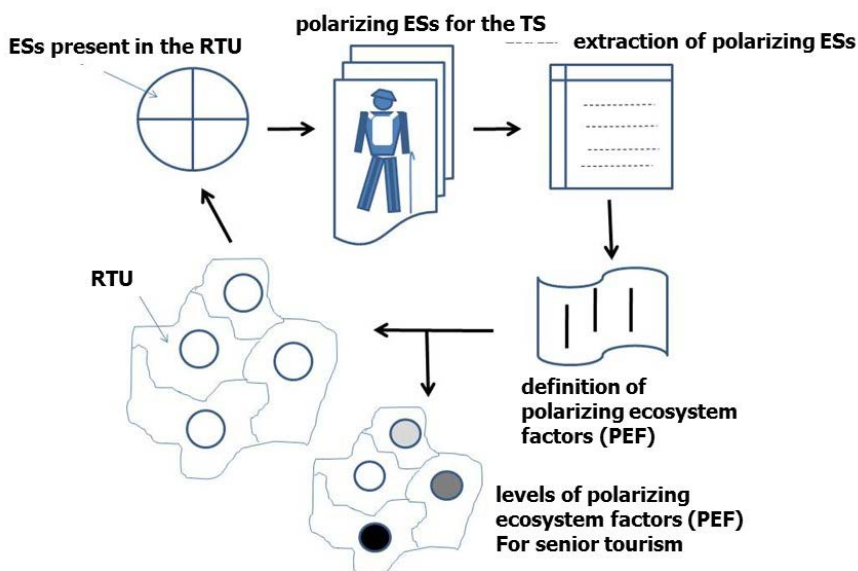 ESs present in the RTU
polarizing ESs for the TS
extraction of polarizing ESs
RTU
definition of
polarizing ecosystem
factors (PEF)
levels of polarizing
ecosystem factors (PEF)
For senior tourism